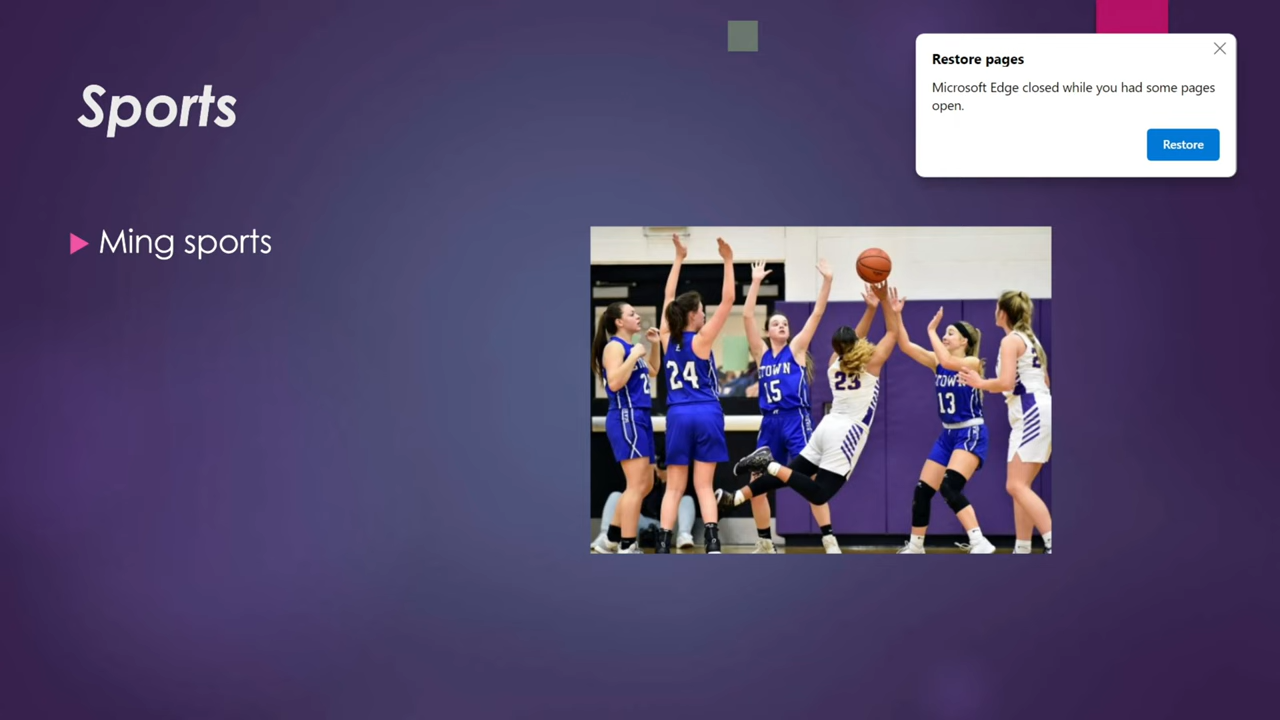 Sports
Restore pages
Microsoft Edge closed while you had some pages
open.
Restore
Ming sports
24
15
TOWN
23
TOWN
13